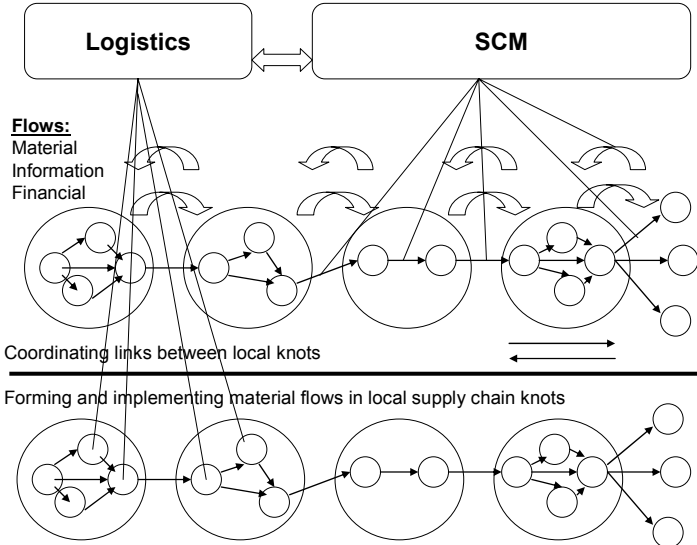 Logistics
SCM
Flows:
Material
Information
Financial
Coordinating links between local knots
Forming and implementing material flows in local supply chain knots